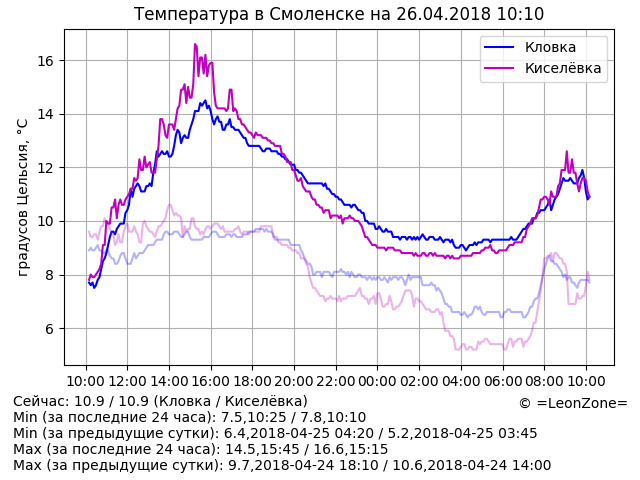 Температура в Смоленске на 26.04.2018 10:10
Кловка
Киселёвка
градусов Цельсия, °C
16
14
12
10
8
6
10:00 12:00 14:00 16:00 18:00 20:00 22:00 00:00 02:00 04:00 06:00 08:00 10:00
Сейчас: 10.9 / 10.9 (Кловка / Киселёвка)
© =LeonZone=
Min (за последние 24 часа): 7.5,10:25 / 7.8,10:10
Min (за предыдущие сутки): 6.4,2018-04-25 04:20 / 5.2,2018-04-25 03:45
Max (за последние 24 часа): 14.5,15:45 / 16.6,15:15
Max (за предыдущие сутки): 9.7,2018-04-24 18:10 / 10.6,2018-04-24 14:00